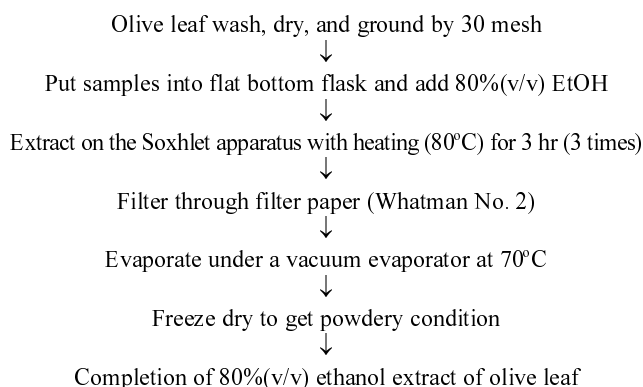 Olive leaf wash, dry, and ground by 30 mesh
↓
Put samples into flat bottom flask and add 80%(v/v) EtOH
↓
Extract on the Soxhlet apparatus with heating (80°C) for 3 hr (3 times)
↓
Filter through filter paper (Whatman No. 2)
↓
Evaporate under a vacuum evaporator at 70°C
↓
Freeze dry to get powdery condition
↓
Completion of 80%(v/v) ethanol extract of olive leaf